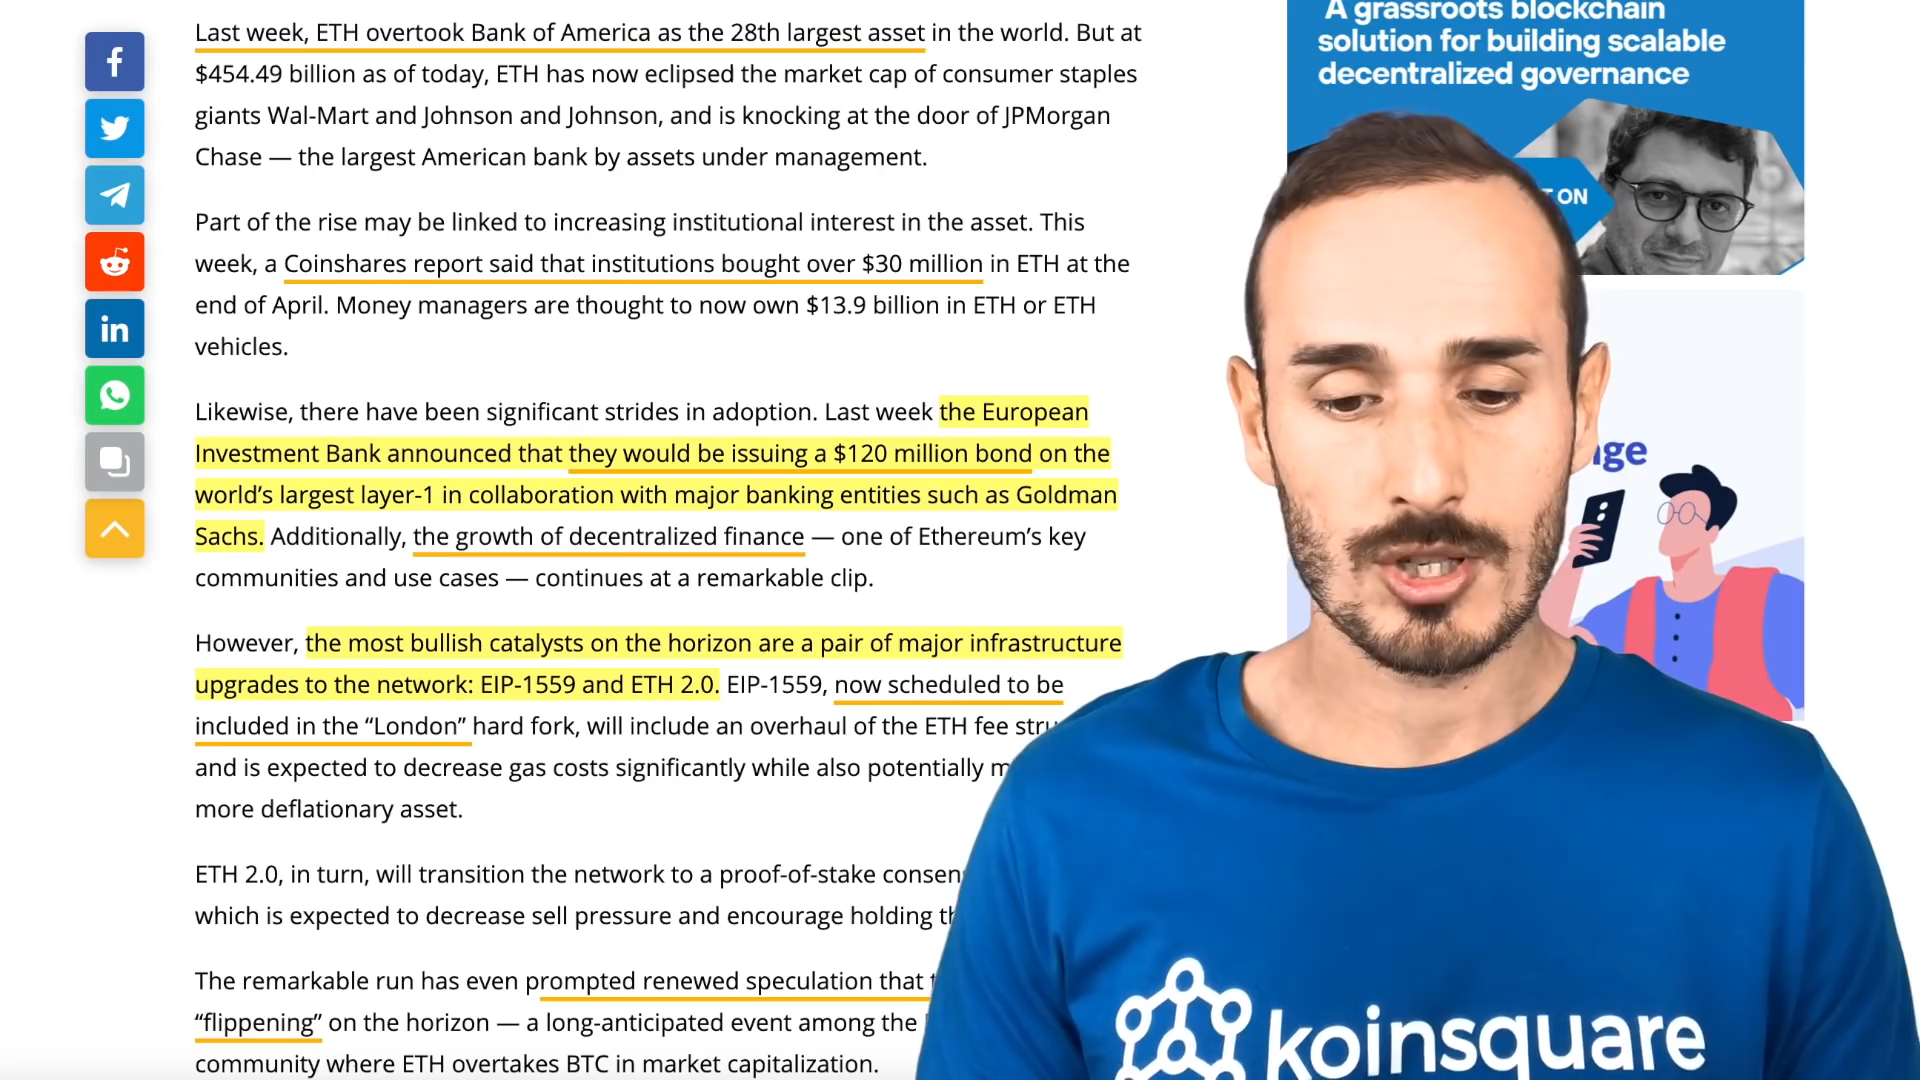 Last week, ETH overtook Bank of America as the 28th largest asset in the world. But at
$454.49 billion as of today, ETH has now eclipsed the market cap of consumer staples
giants Wal-Mart and Johnson and Johnson, and is knocking at the door of JPMorgan
Chase — the largest American bank by assets under management.
Part of the rise may be linked to increasing institutional interest in the asset. This
week, a Coinshares report said that institutions bought over $30 million in ETH at the
end of April. Money managers are thought to now own $13.9 billion in ETH or ETH
vehicles.
Likewise, there have been significant strides in adoption. Last week the European
Investment Bank announced that they would be issuing a $120 million bond on the
world’s largest layer-1 in collaboration with major banking entities such as Goldman
Sachs. Additionally, the growth of decentralized finance — one of Ethereum’s key
communities and use cases — continues at a remarkable clip.
However, the most bullish catalysts on the horizon are a pair of major infrastructure
upgrades to the network: EIP-1559 and ETH 2.0. EIP-1559, now scheduled to be
included in the “London” hard fork, will include an overhaul of the ETH fee
and is expected to decrease gas costs significantly while also potentially
more deflationary asset.
ETH 2.0, in turn, will transition the network to a proof-of-stake
which is expected to decrease sell pressure and encourage holding
The remarkable run has even prompted renewed speculation that
“flippening” on the horizon — a long-anticipated event among the
community where ETH overtakes BTC in market capitalization.
A grassroots blockchain
solution for building scalable
decentralized governance
ON
koinsquare